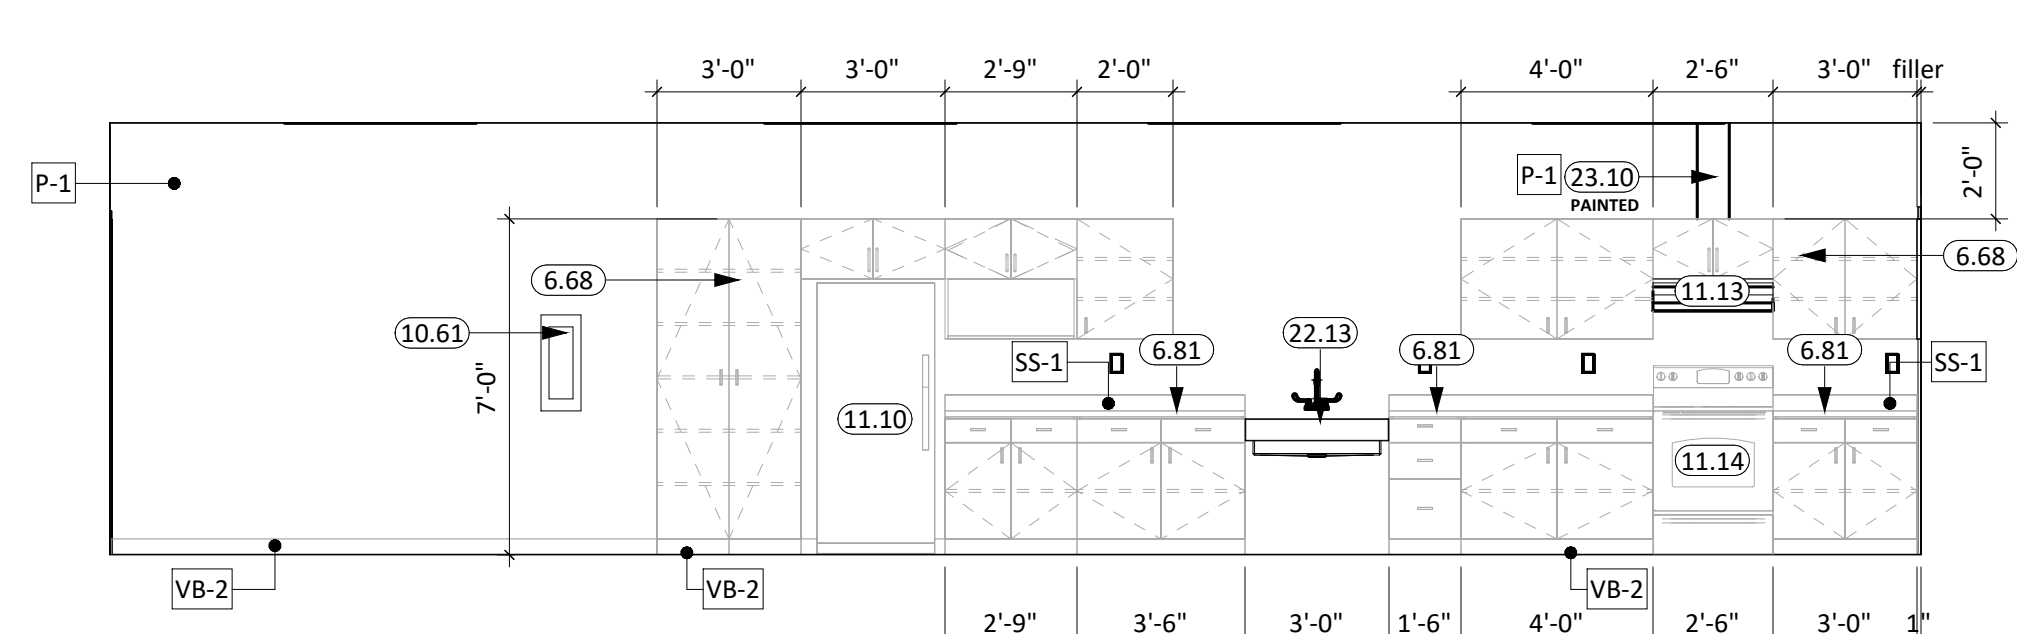 3'-0" 3'-0" 2'-9" 2'-0" 4'-0" 2'-6" 3'-0" filler
2'-0"
P-1
P-1 23.10
PAINTED
6.68
6.68
11.13
10.61
22.13
6.81
6.81
6.81
SS-1
SS-1
7'-0"
11.10
11.14
VB-2
VB-2
VB-2
2'-9" 3'-6" 3'-0" 1'-6" 4'-0" 2'-6" 3'-0" 1"